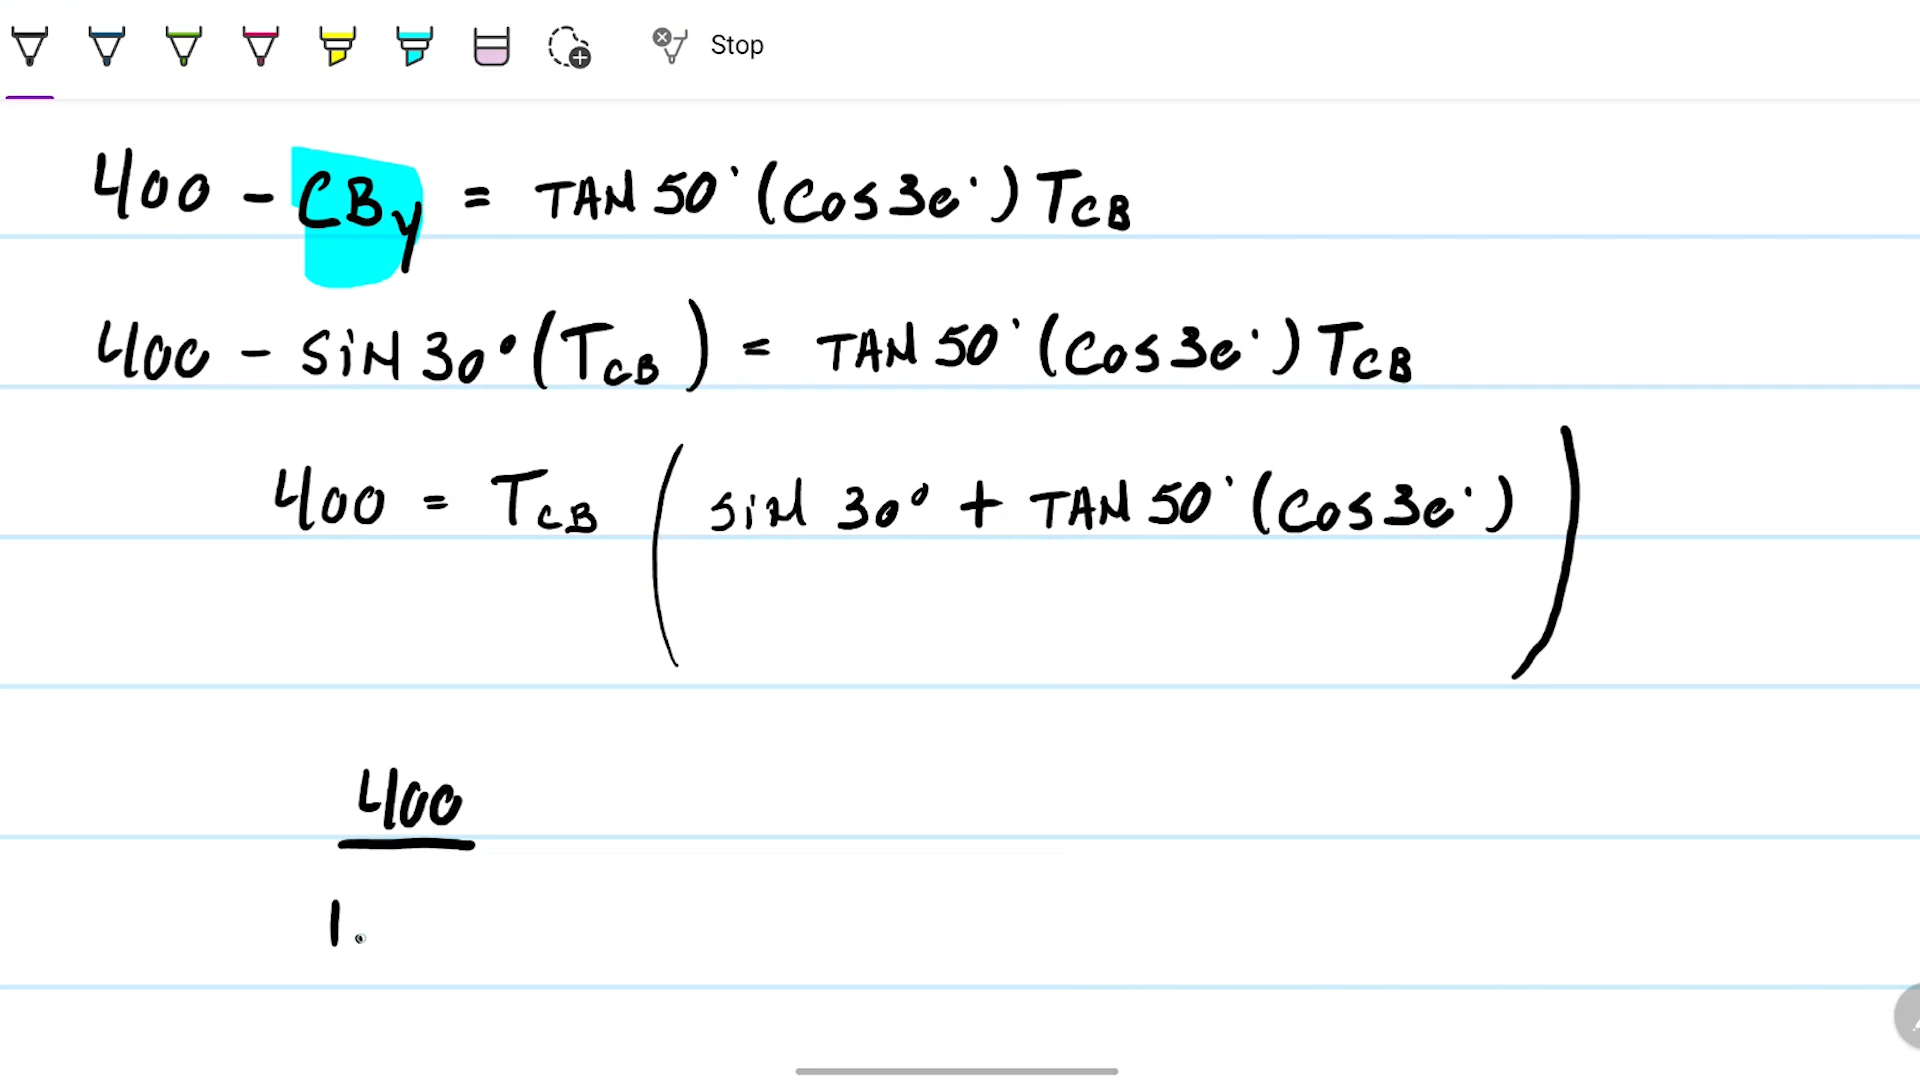 Stop
400 - CBy = TAN 50° (Cos 30°) TCB
400 - SiN 30° (TCB) = TAN 50° (Cos 30°) TCB
400 = TCB (SiN 30° + TAN 50° (Cos 30°))
400
1.